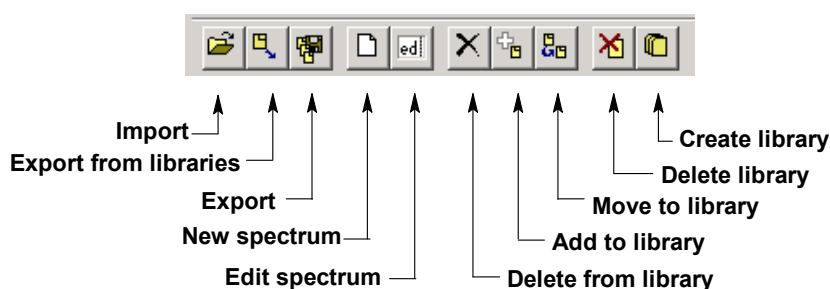 ed
Import
Create library
Export from libraries
Delete library
Export
Move to library
New spectrum
Add to library
Edit spectrum
Delete from library